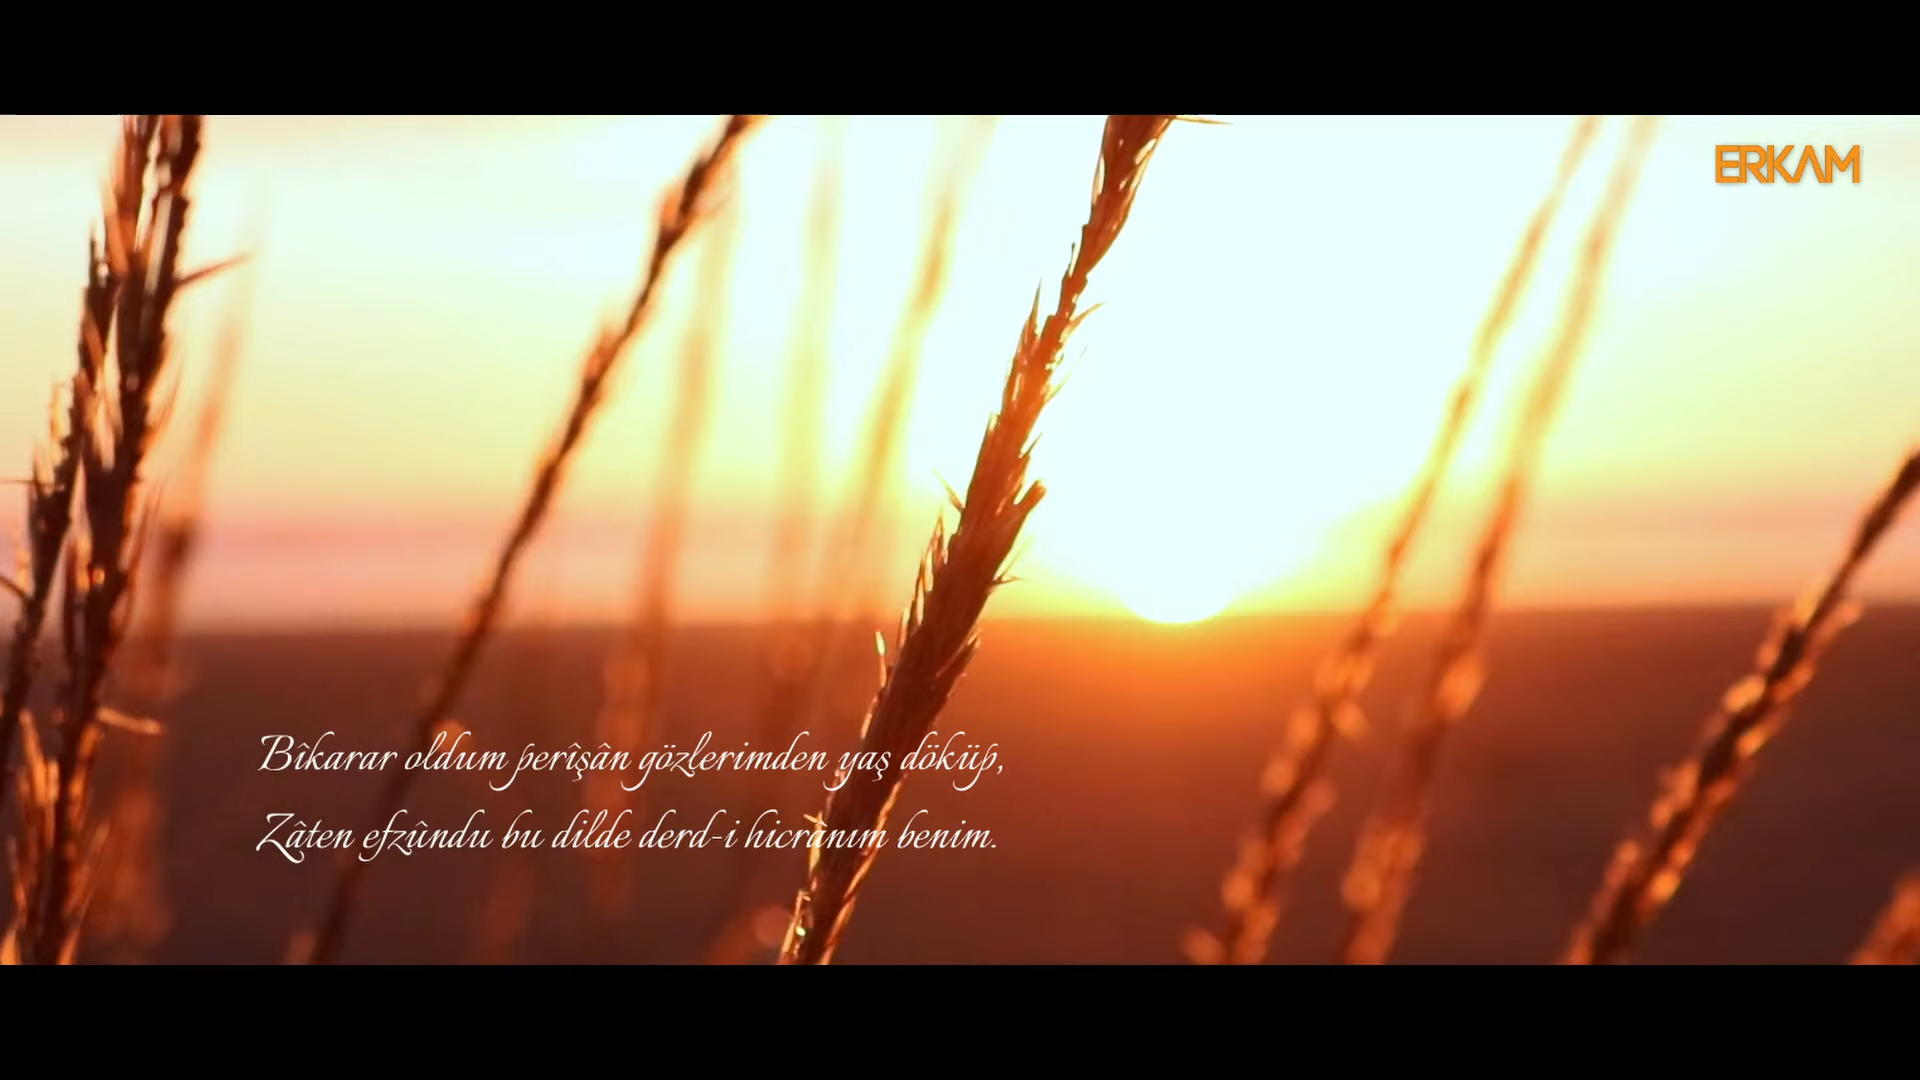 ERKAM
Bîkarar oldum perîşân gözlerimden yaş döküp,
Zâten efzûndu bu dilde derd-i hicrânım benim.